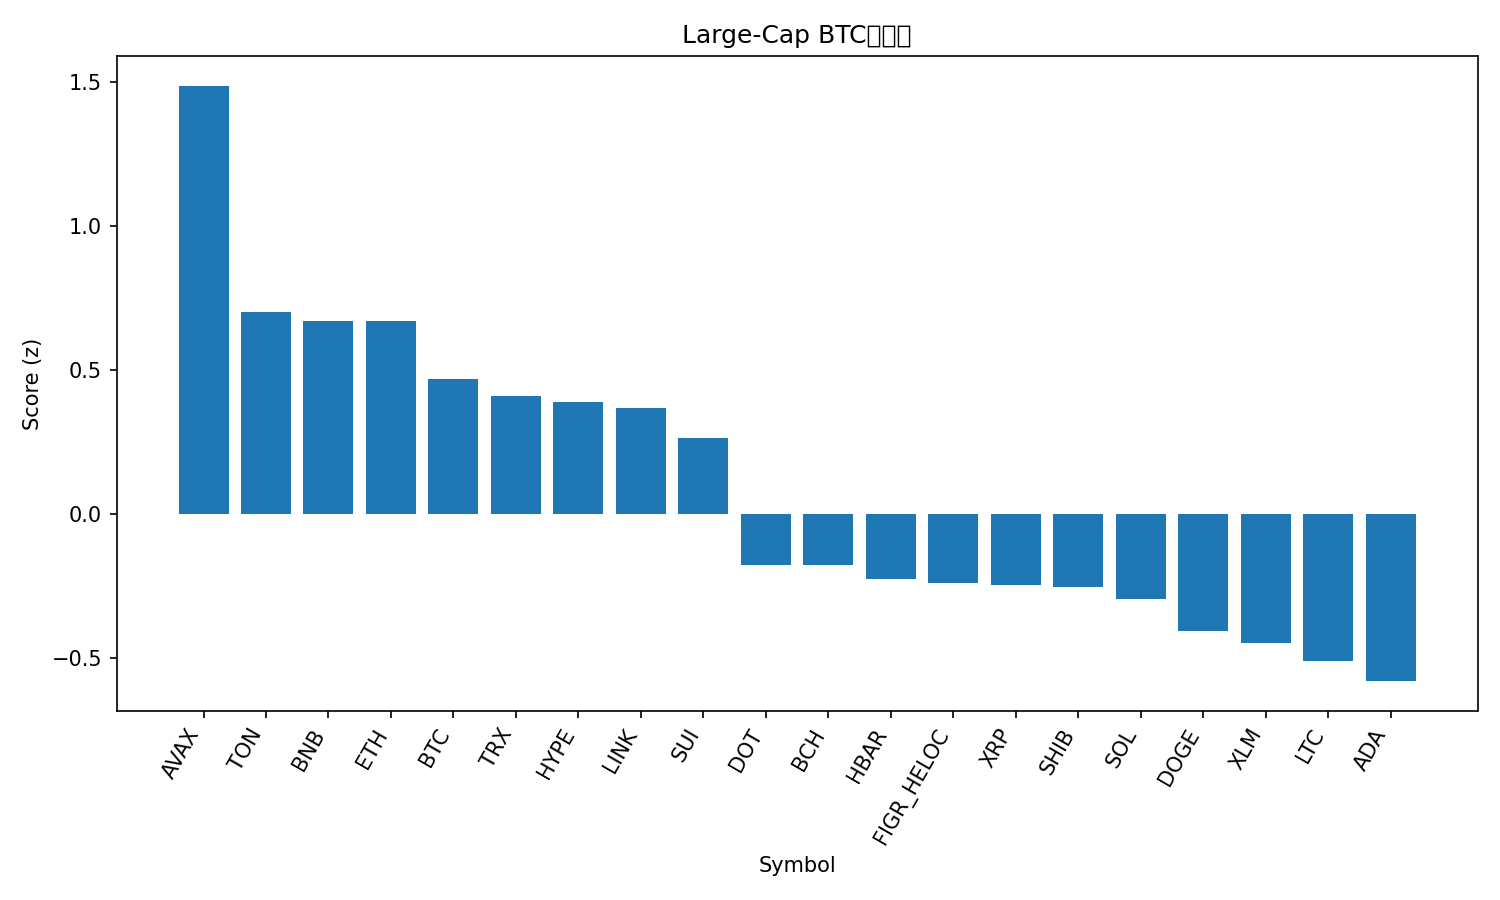 Large-Cap BTC
1.5
1.0
0.5
0.0
−0.5
Score (z)
AVAX
TON
BNB
ETH
BTC
TRX
HYPE
LINK
SUI
DOT
BCH
HBAR
FIGR_HELOC
XRP
SHIB
SOL
DOGE
XLM
LTC
ADA
Symbol